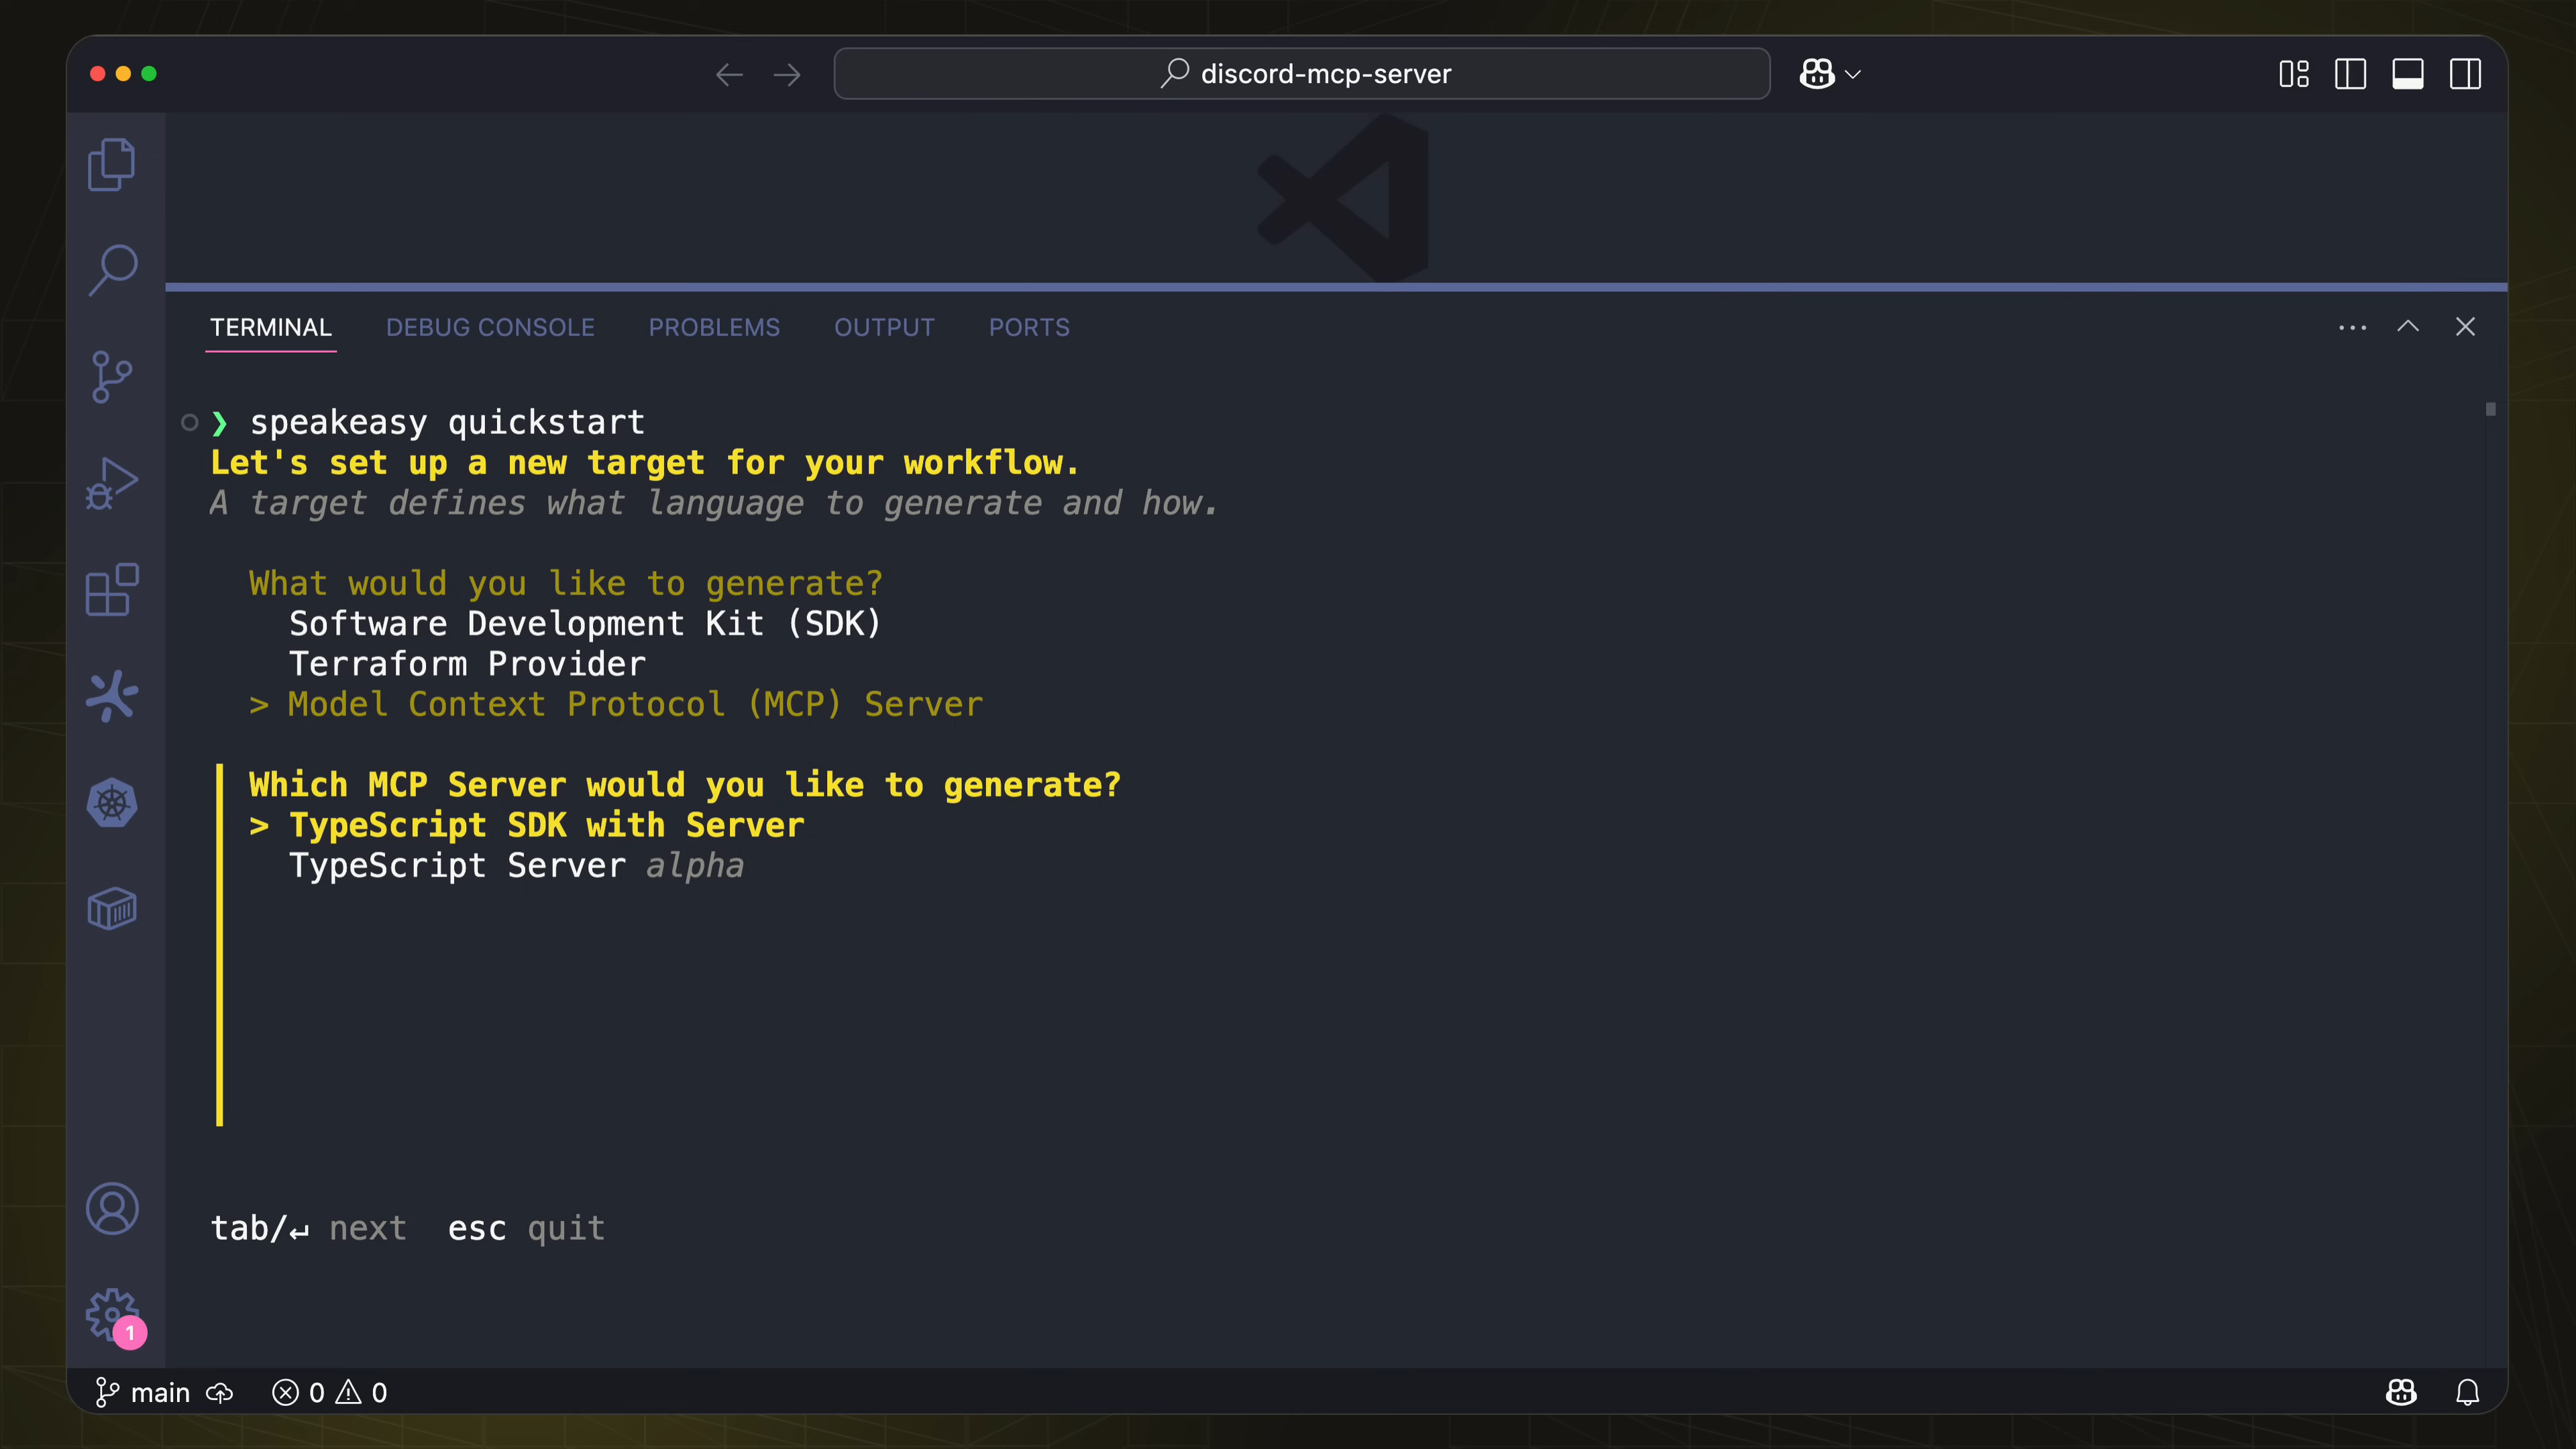 discord-mcp-server
TERMINAL DEBUG CONSOLE PROBLEMS OUTPUT PORTS
❯ speakeasy quickstart
Let's set up a new target for your workflow.
A target defines what language to generate and how.
What would you like to generate?
Software Development Kit (SDK)
Terraform Provider
> Model Context Protocol (MCP) Server
Which MCP Server would you like to generate?
> TypeScript SDK with Server
TypeScript Server alpha
tab/↵ next esc quit
1
main 0 0